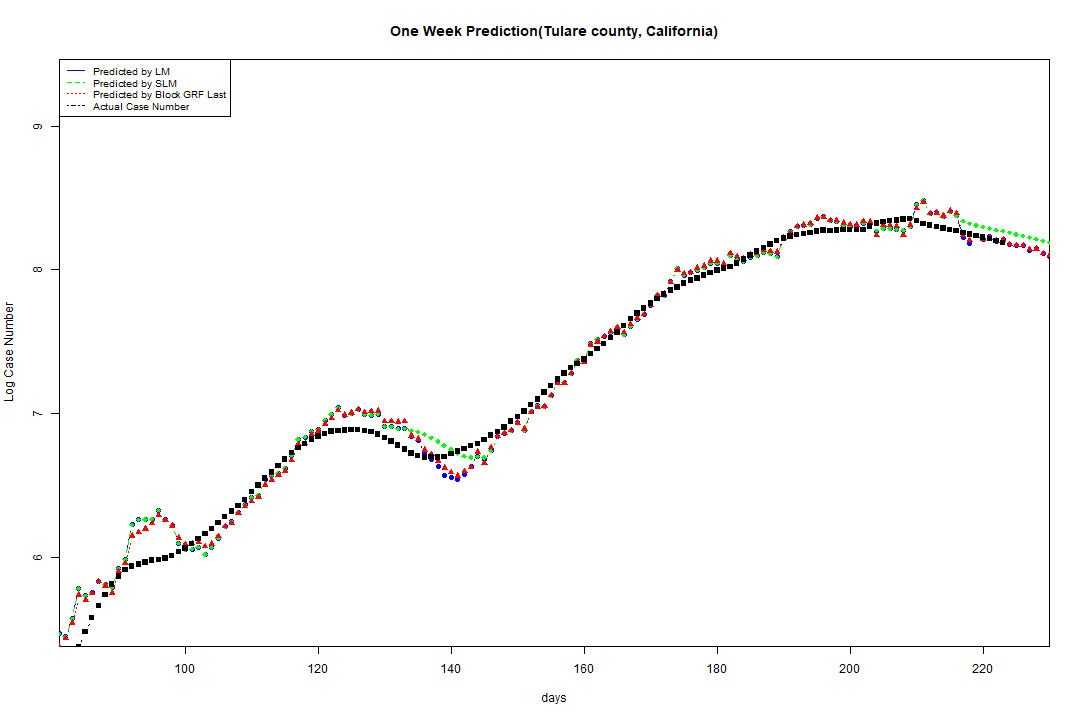 One Week Prediction(Tulare county, California)
Predicted by LM
Predicted by SLM
Predicted by Block GRF Last
Actual Case Number
9
8
7
6
Log Case Number
100 120 140 160 180 200 220
days